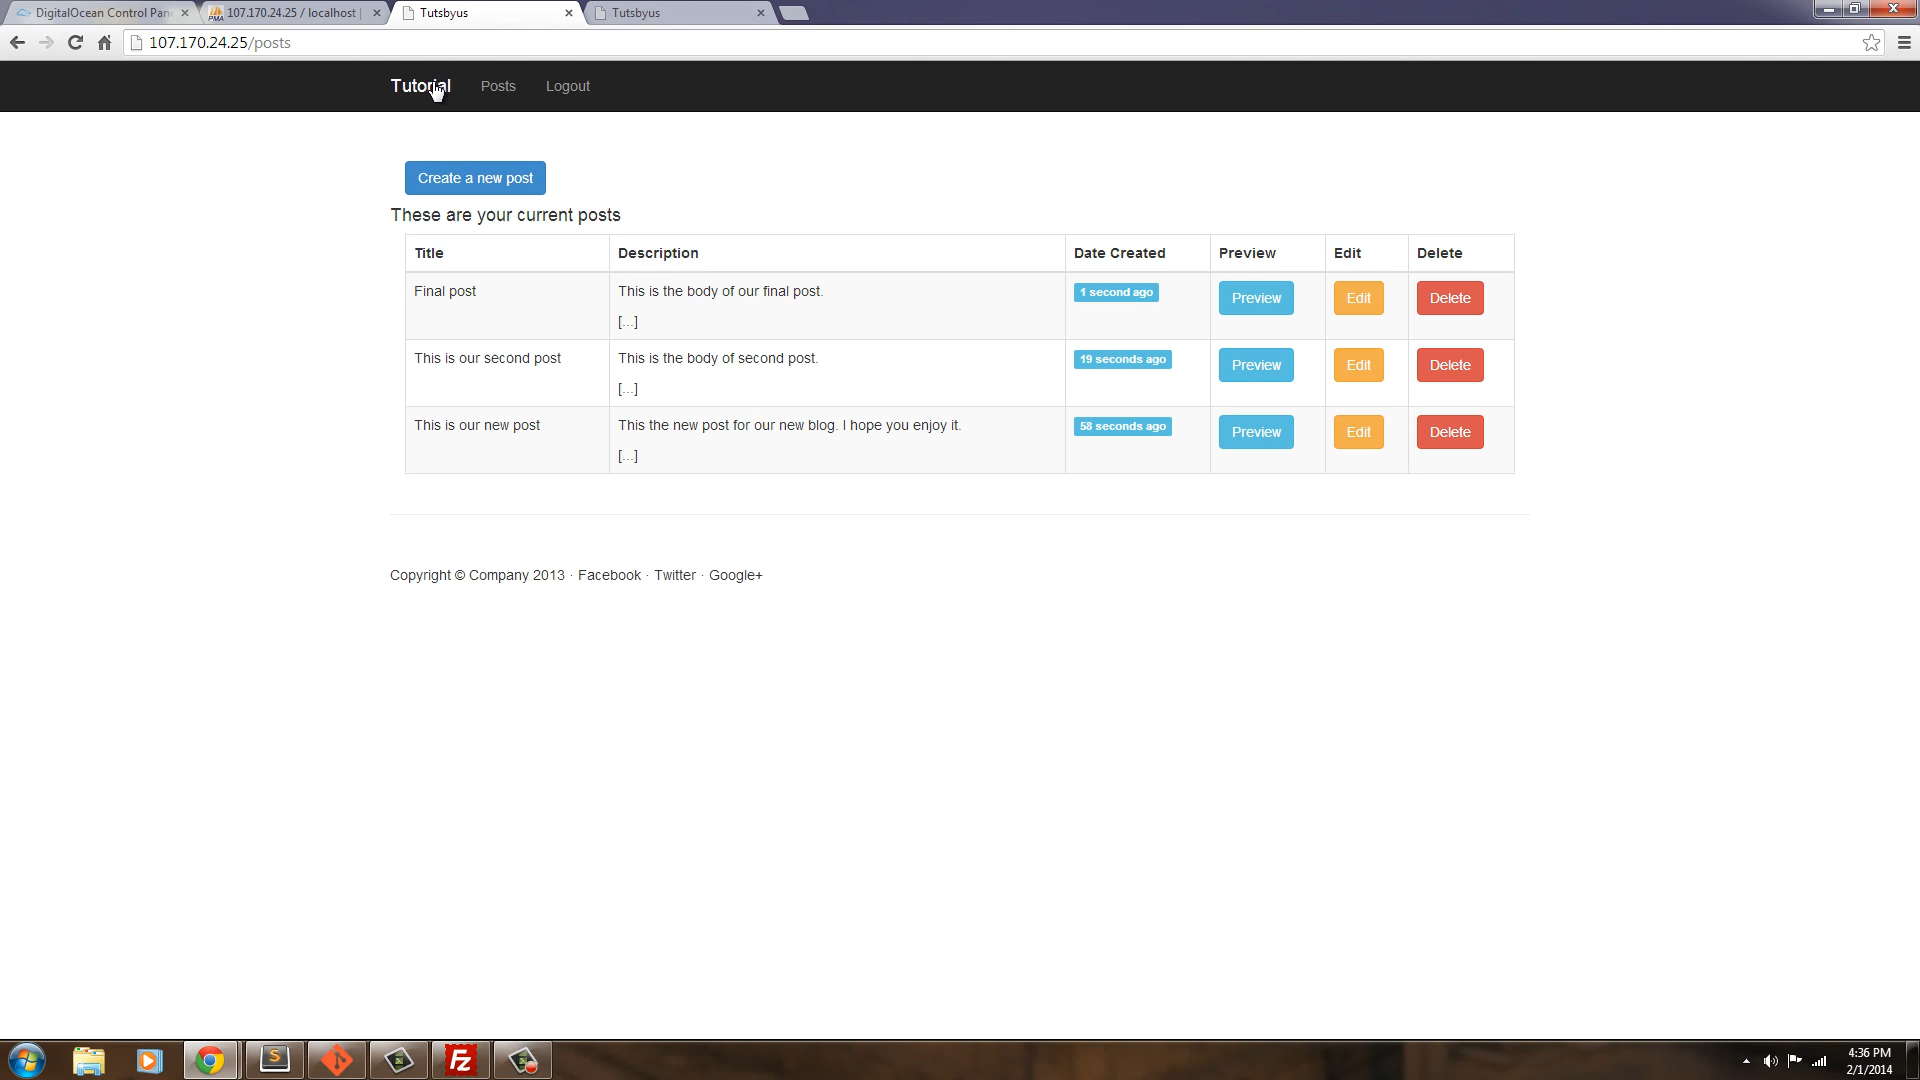 DigitalOcean Control Pan
107.170.24.25 / localhost |
Tutsbyus
Tutsbyus
107.170.24.25/posts
Tutorial Posts Logout
Create a new post
These are your current posts
Title Description Date Created Preview Edit Delete
Final post This is the body of our final post. 1 second ago Preview Edit Delete
[...]
This is our second post This is the body of second post. 19 seconds ago Preview Edit Delete
[...]
This is our new post This the new post for our new blog. I hope you enjoy it. 58 seconds ago Preview Edit Delete
[...]
Copyright © Company 2013 · Facebook · Twitter · Google+
4:36 PM
2/1/2014